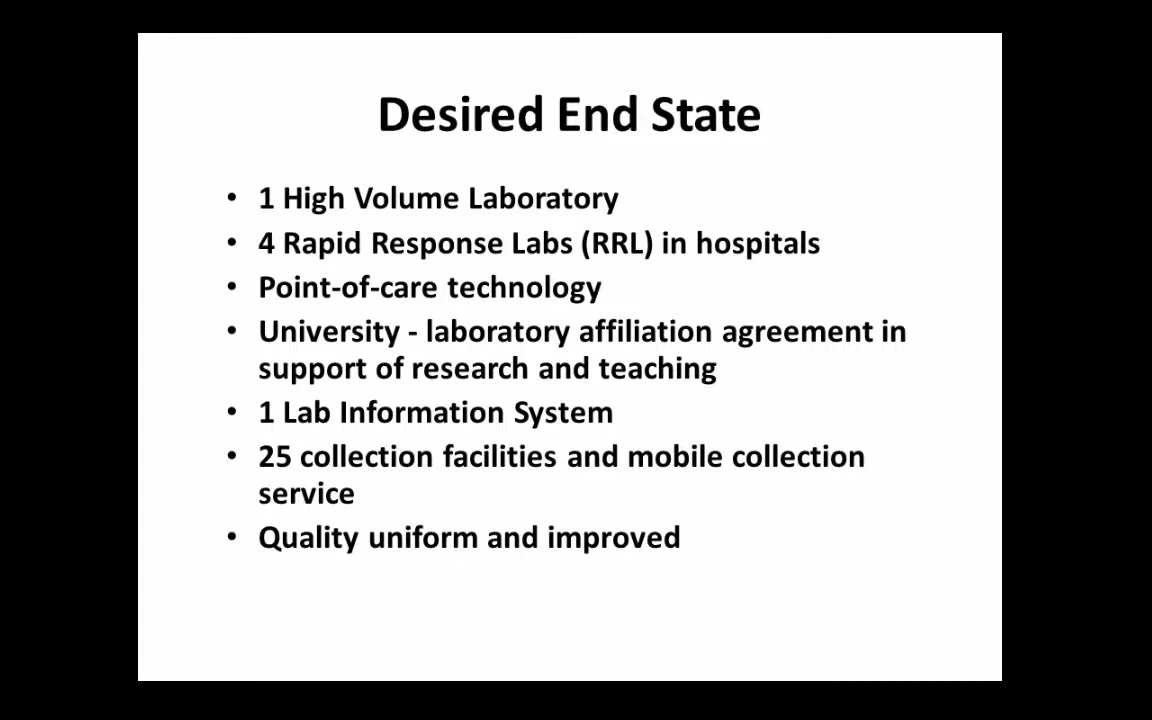 Desired End State
• 1 High Volume Laboratory
• 4 Rapid Response Labs (RRL) in hospitals
• Point-of-care technology
• University - laboratory affiliation agreement in
support of research and teaching
• 1 Lab Information System
• 25 collection facilities and mobile collection
service
• Quality uniform and improved